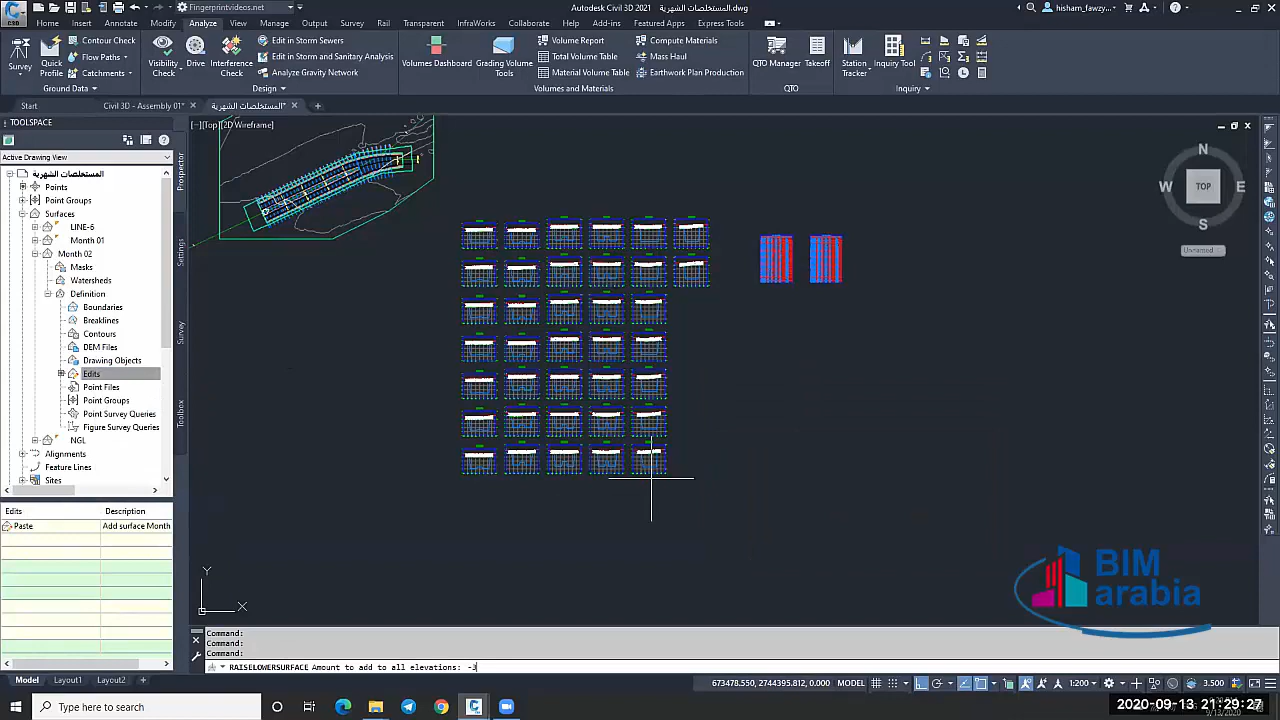 Fingerprintvideos.net
Autodesk Civil 3D 2021 المستخلصات الشهرية.dwg
hisham_fawzy...
Home Insert Annotate Modify Analyze View Manage Output Survey Rail Transparent InfraWorks Collaborate Help Add-ins Featured Apps Express Tools
Survey
Quick Profile
Contour Check
Flow Paths
Catchments
Visibility Check
Drive
Interference Check
Edit in Storm Sewers
Edit in Storm and Sanitary Analysis
Analyze Gravity Network
Volumes Dashboard
Grading Volume Tools
Volume Report
Total Volume Table
Material Volume Table
Compute Materials
Mass Haul
Earthwork Plan Production
QTO Manager
Takeoff
Station Tracker
Inquiry Tool
Ground Data
Design
Volumes and Materials
QTO
Inquiry
Start
Civil 3D - Assembly 01*
المستخلصات الشهرية*
TOOLSPACE
Active Drawing View
المستخلصات الشهرية
Points
Point Groups
Surfaces
LINE-6
Month 01
Month 02
Masks
Watersheds
Definition
Boundaries
Breaklines
Contours
DEM Files
Drawing Objects
Edits
Point Files
Point Groups
Point Survey Queries
Figure Survey Queries
NGL
Alignments
Feature Lines
Sites
Prospector
Settings
Survey
Toolbox
Edits Description
Paste Add surface Month
[−][Top][2D Wireframe]
N
W TOP E
S
Unnamed
Y
X
BIM
arabia
Command:
Command:
Command:
RAISELOWERSURFACE Amount to add to all elevations: -3
Model Layout1 Layout2
673478.550, 2744395.812, 0.000 MODEL
1:200
3.500
Type here to search
2020-09-13 21:29:27